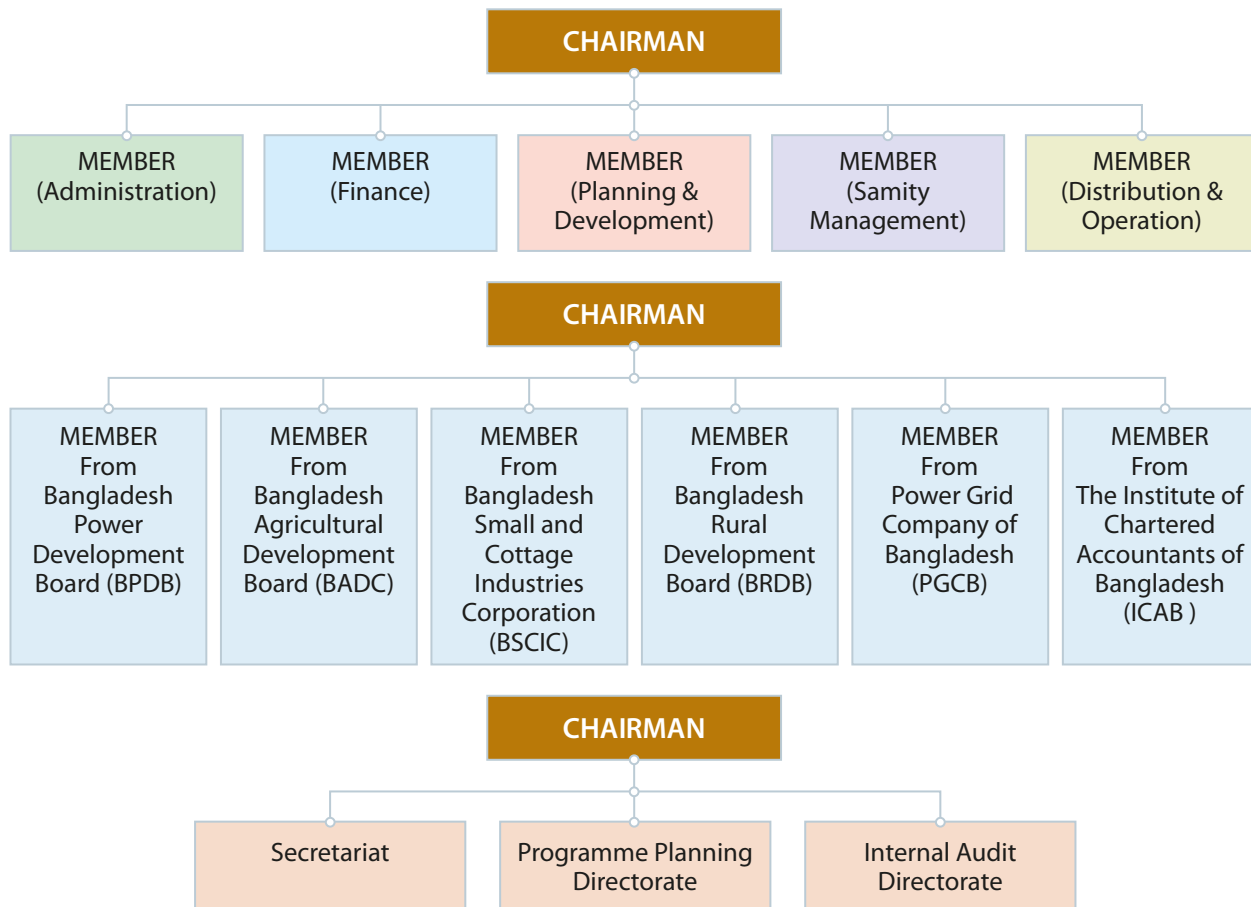 CHAIRMAN
MEMBER
(Administration)
MEMBER
(Finance)
MEMBER
(Planning &
Development)
MEMBER
(Samity
Management)
MEMBER
(Distribution &
Operation)
CHAIRMAN
MEMBER
From
Bangladesh
Power
Development
Board (BPDB)
MEMBER
From
Bangladesh
Agricultural
Development
Board (BADC)
MEMBER
From
Bangladesh
Small and
Cottage
Industries
Corporation
(BSCIC)
MEMBER
From
Bangladesh
Rural
Development
Board (BRDB)
MEMBER
From
Power Grid
Company of
Bangladesh
(PGCB)
MEMBER
From
The Institute of
Chartered
Accountants of
Bangladesh
(ICAB )
CHAIRMAN
Secretariat
Programme Planning
Directorate
Internal Audit
Directorate